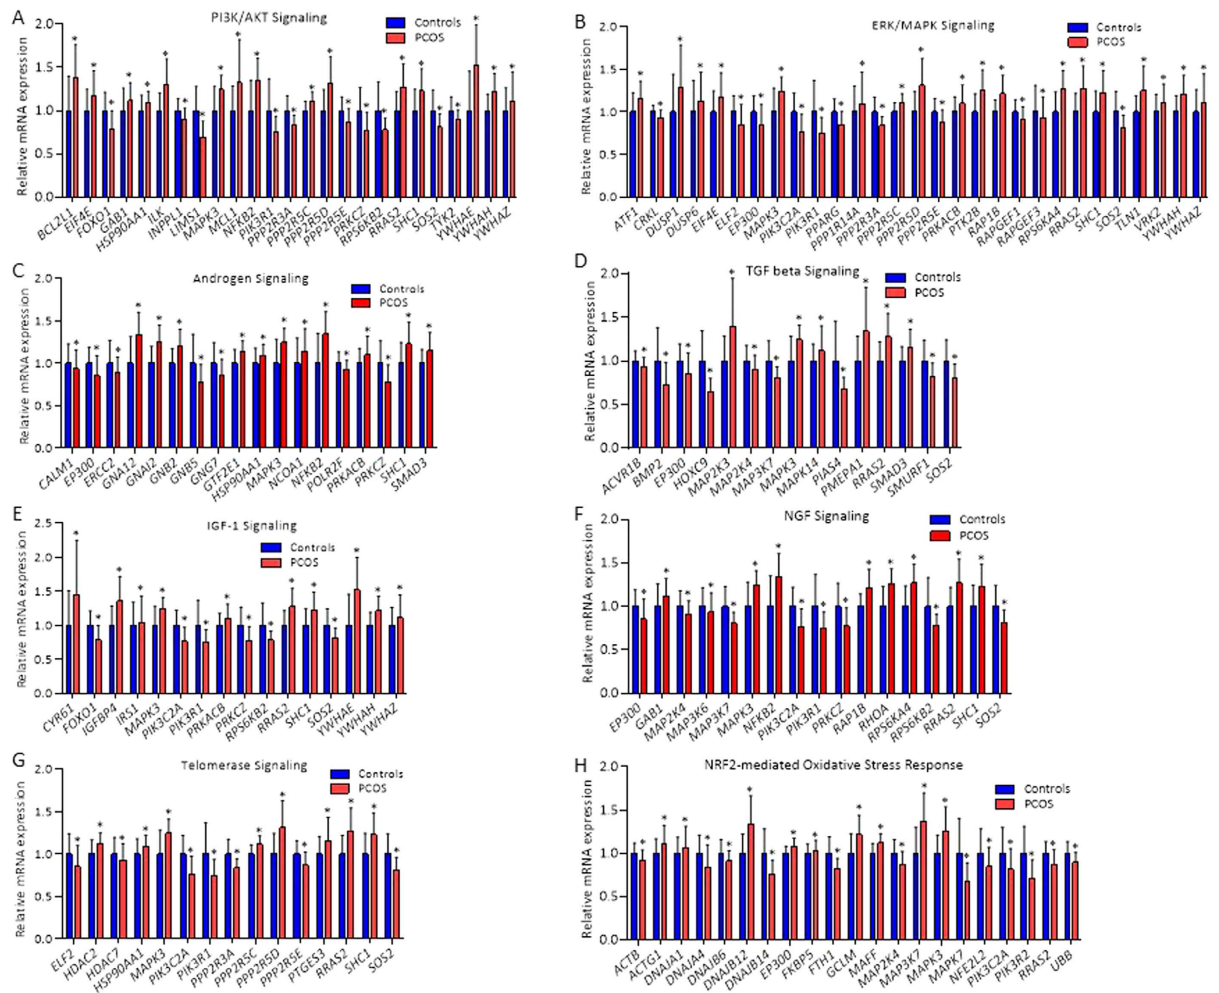 A
PI3K/AKT Signaling
Controls
PCOS
Relative mRNA expression
2.0
1.5
1.0
0.5
0.0
BCL2L1 EIF4E FOXO1 GAB1 HSP90AA1 ILK INPPL1 LIMS1 MAPK3 MCL1 NFKB2 PIK3R1 PPP2R3A PPP2R5C PPP2R5D PPP2R5E PRKCZ RPS6KB2 RRAS2 SHC1 SOS2 TYK2 YWHAE YWHAH YWHAZ
B
ERK/MAPK Signaling
Controls
PCOS
Relative mRNA expression
2.0
1.5
1.0
0.5
0.0
ATF1 CRKL DUSP1 DUSP6 EIF4E ELF2 EP300 MAPK3 PIK3C2A PIK3R1 PPARG PPP1R14A PPP2R3A PPP2R5C PPP2R5D PPP2R5E PRKACB PTK2B RAP1B RAPGEF1 RAPGEF3 RPS6KA4 RRAS2 SHC1 SOS2 TLN1 VRK2 YWHAH YWHAZ
C
Androgen Signaling
Controls
PCOS
Relative mRNA expression
2.0
1.5
1.0
0.5
0.0
CALM1 EP300 ERCC2 GNA12 GNAI2 GNB2 GNB5 GNG7 GTF2E1 HSP90AA1 MAPK3 NCOA1 NFKB2 POLR2F PRKACB PRKCZ SHC1 SMAD3
D
TGF beta Signaling
Controls
PCOS
Relative mRNA expression
2.0
1.5
1.0
0.5
0.0
ACVR1B BMP2 EP300 HOXC9 MAP2K3 MAP2K4 MAP3K7 MAPK3 MAPK14 PIAS4 PMEPA1 RRAS2 SMAD3 SMURF1 SOS2
E
IGF-1 Signaling
Controls
PCOS
Relative mRNA expression
2.5
2.0
1.5
1.0
0.5
0.0
CYR61 FOXO1 IGFBP4 IRS1 MAPK3 PIK3C2A PIK3R1 PRKACB PRKCZ RPS6KB2 RRAS2 SHC1 SOS2 YWHAE YWHAH YWHAZ
F
NGF Signaling
Controls
PCOS
Relative mRNA expression
2.0
1.5
1.0
0.5
0.0
EP300 GAB1 MAP2K4 MAP3K6 MAP3K7 MAPK3 NFKB2 PIK3C2A PIK3R1 PRKCZ RAP1B RHOA RPS6KA4 RPS6KB2 RRAS2 SHC1 SOS2
G
Telomerase Signaling
Controls
PCOS
Relative mRNA expression
2.0
1.5
1.0
0.5
0.0
ELF2 HDAC2 HDAC7 HSP90AA1 MAPK3 PIK3C2A PIK3R1 PPP2R3A PPP2R5C PPP2R5D PPP2R5E PTGES3 RRAS2 SHC1 SOS2
H
NRF2-mediated Oxidative Stress Response
Controls
PCOS
Relative mRNA expression
2.0
1.5
1.0
0.5
0.0
ACTB ACTG1 DNAJA1 DNAJA4 DNAJB6 DNAJB12 DNAJB14 EP300 FKBP5 FTH1 GCLM MAFF MAP2K4 MAP3K7 MAPK3 MAPK7 NFE2L2 PIK3C2A PIK3R2 RRAS2 UBB